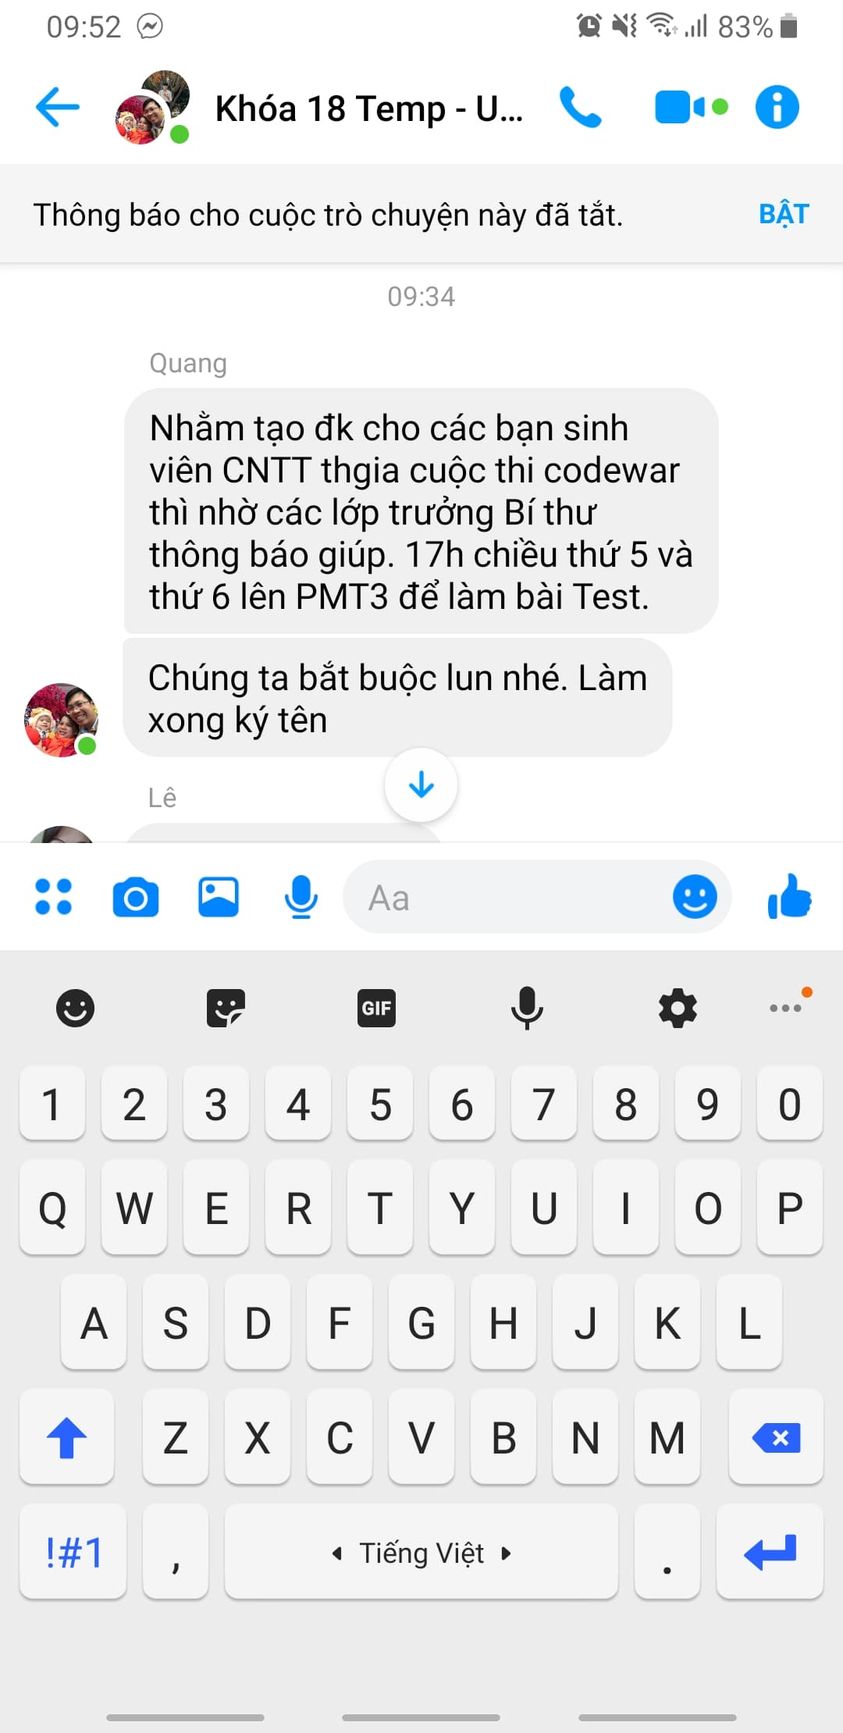 09:52
83%
Khóa 18 Temp - U...
Thông báo cho cuộc trò chuyện này đã tắt.
BẬT
09:34
Quang
Nhằm tạo đk cho các bạn sinh
viên CNTT thgia cuộc thi codewar
thì nhờ các lớp trưởng Bí thư
thông báo giúp. 17h chiều thứ 5 và
thứ 6 lên PMT3 để làm bài Test.
Chúng ta bắt buộc lun nhé. Làm
xong ký tên
Lê
Aa
GIF
1 2 3 4 5 6 7 8 9 0
Q W E R T Y U I O P
A S D F G H J K L
Z X C V B N M
!#1 , Tiếng Việt .